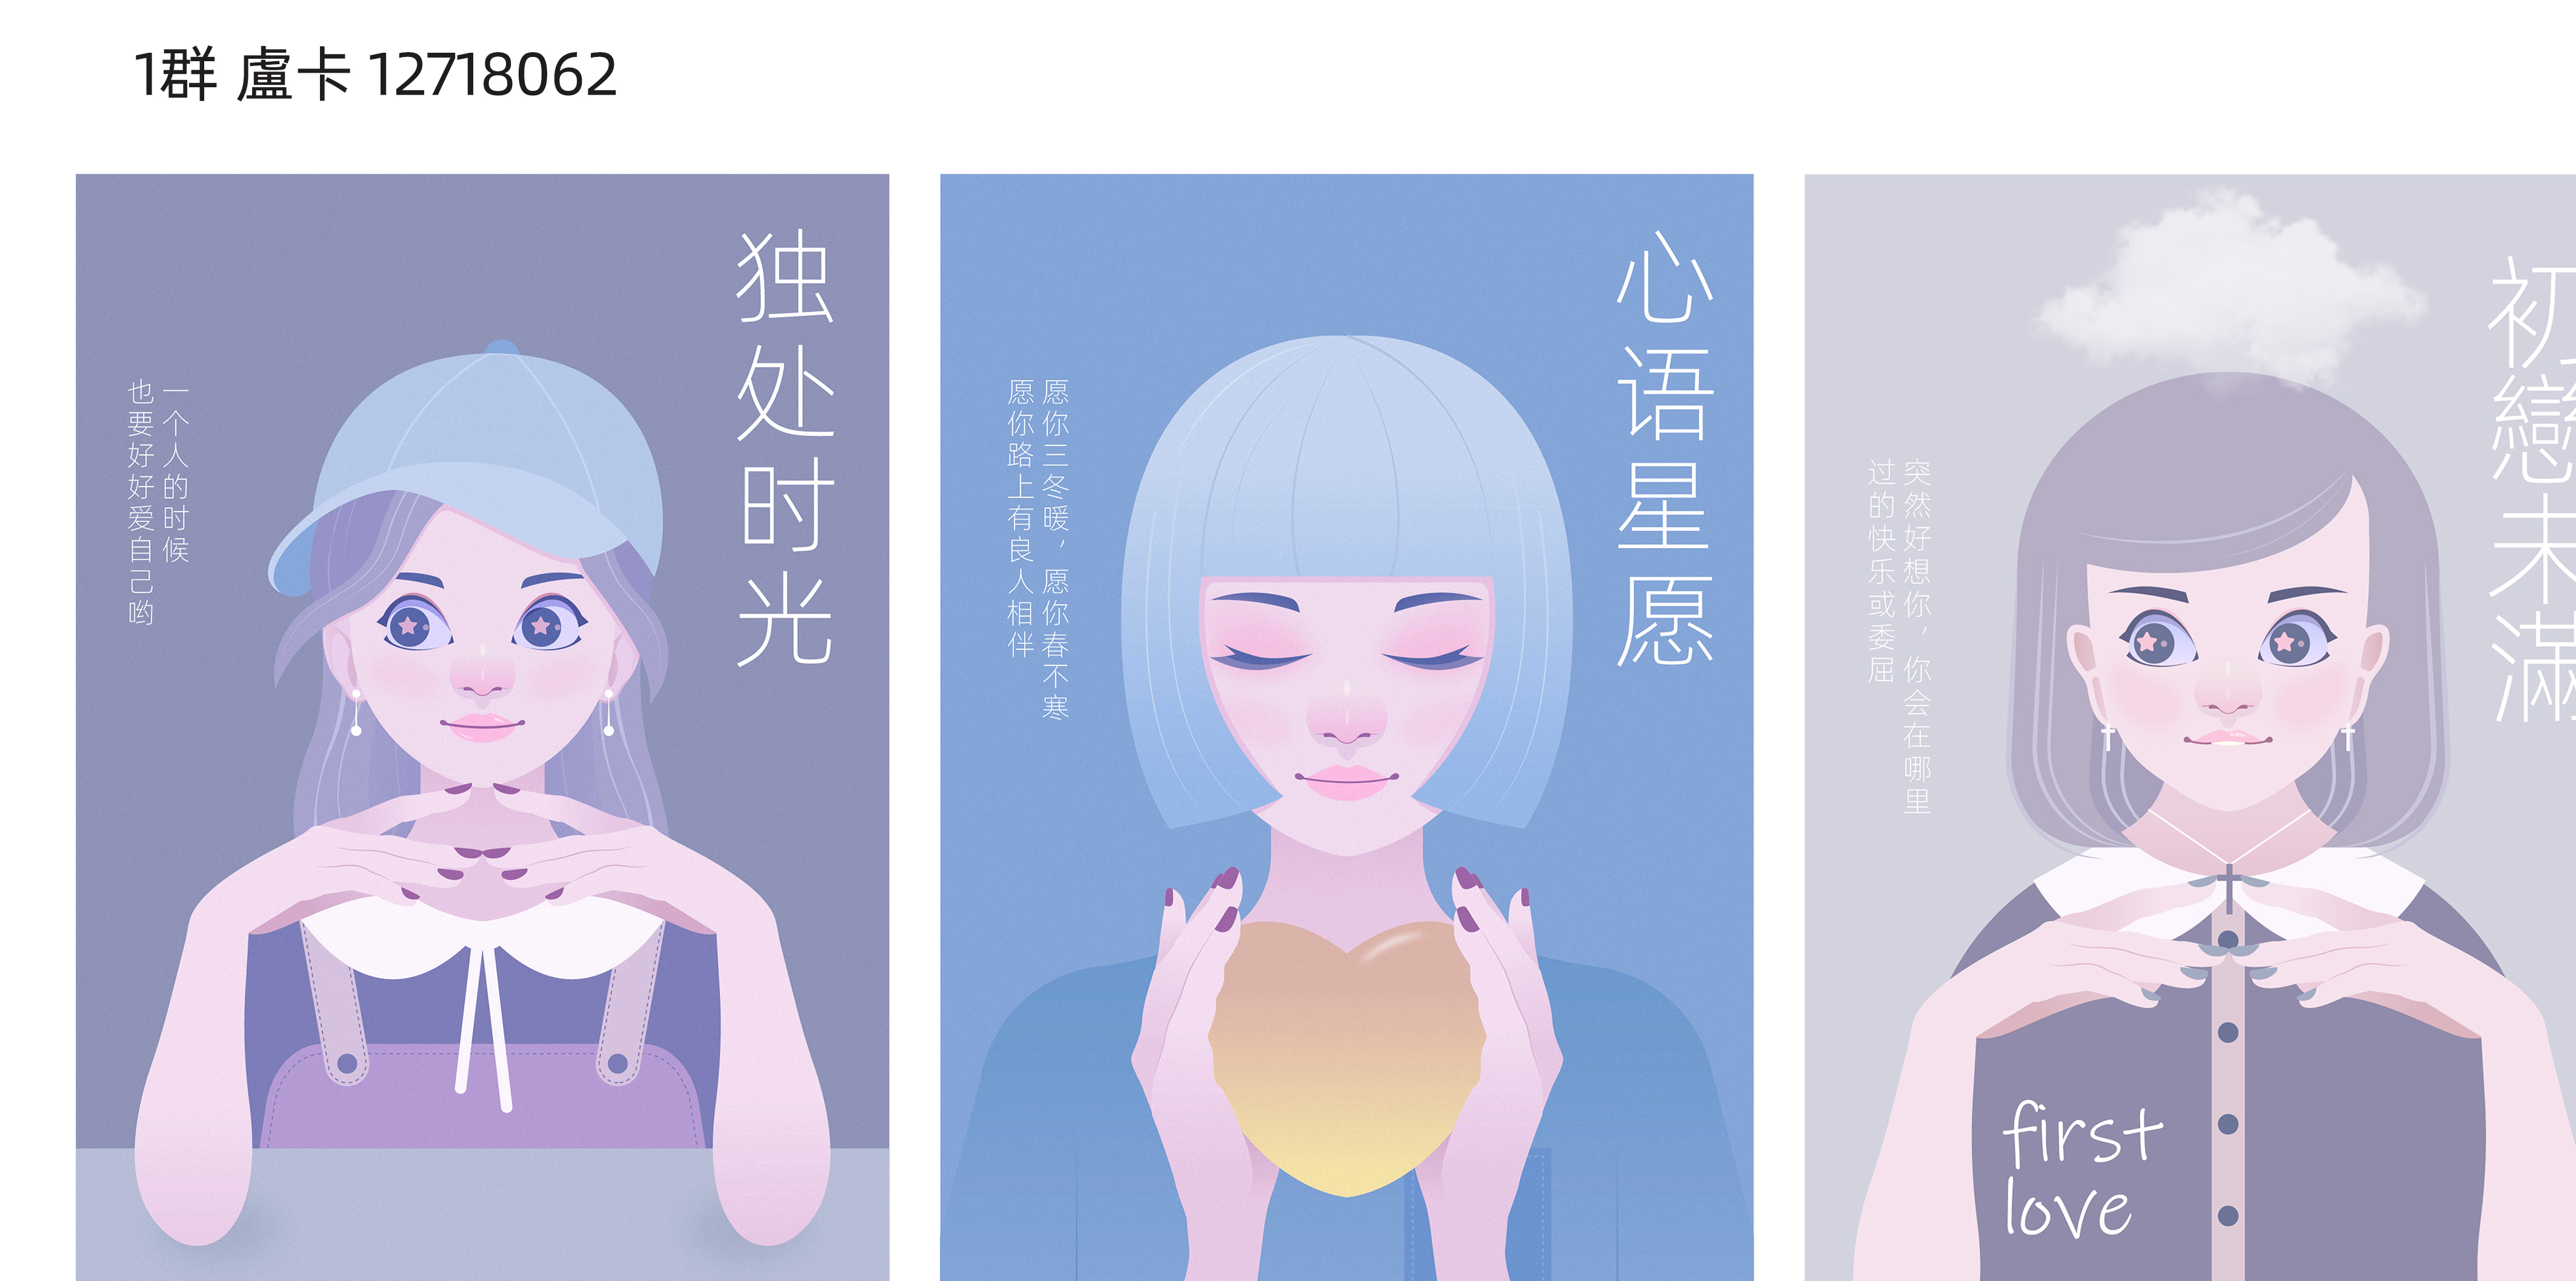 1群 盧卡 12718062
独处时光
一个人的时候
也要好好爱自己哟
心语星愿
愿你三冬暖，愿你春不寒
愿你路上有良人相伴
初戀未滿
突然好想你，你会在哪里
过的快乐或委屈
first
love